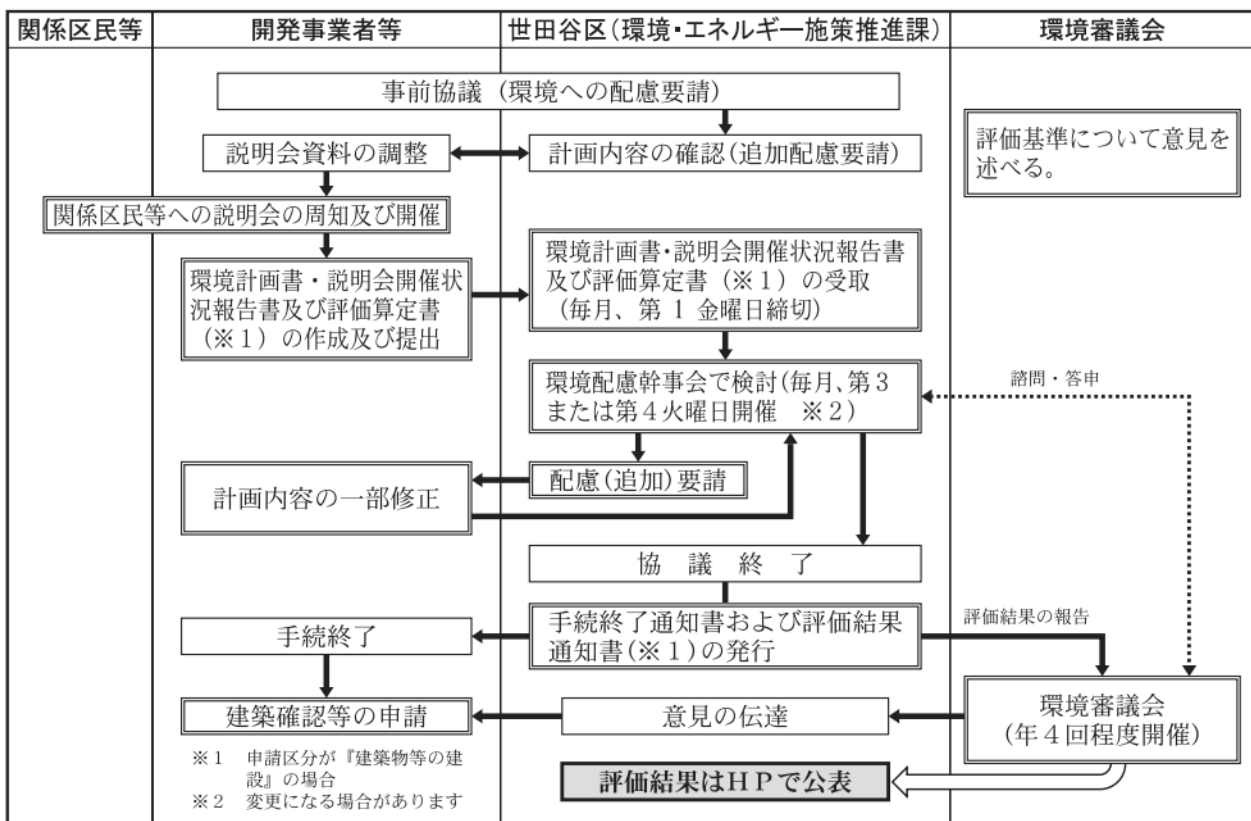 関係区民等
開発事業者等
世田谷区(環境・エネルギー施策推進課)
環境審議会
事前協議(環境への配慮要請)
説明会資料の調整
計画内容の確認(追加配慮要請)
評価基準について意見を
述べる。
関係区民等への説明会の周知及び開催
環境計画書・説明会開催状
況報告書及び評価算定書
(※1)の作成及び提出
環境計画書・説明会開催状況報告書
及び評価算定書(※1)の受取
(毎月、第 1 金曜日締切)
環境配慮幹事会で検討(毎月、第3
または第4火曜日開催 ※2)
諮問・答申
配慮(追加)要請
計画内容の一部修正
協 議 終 了
手続終了
手続終了通知書および評価結果
通知書(※1)の発行
評価結果の報告
建築確認等の申請
意見の伝達
環境審議会
(年4回程度開催)
※1 申請区分が『建築物等の建
設』の場合
※2 変更になる場合があります
評価結果はHPで公表